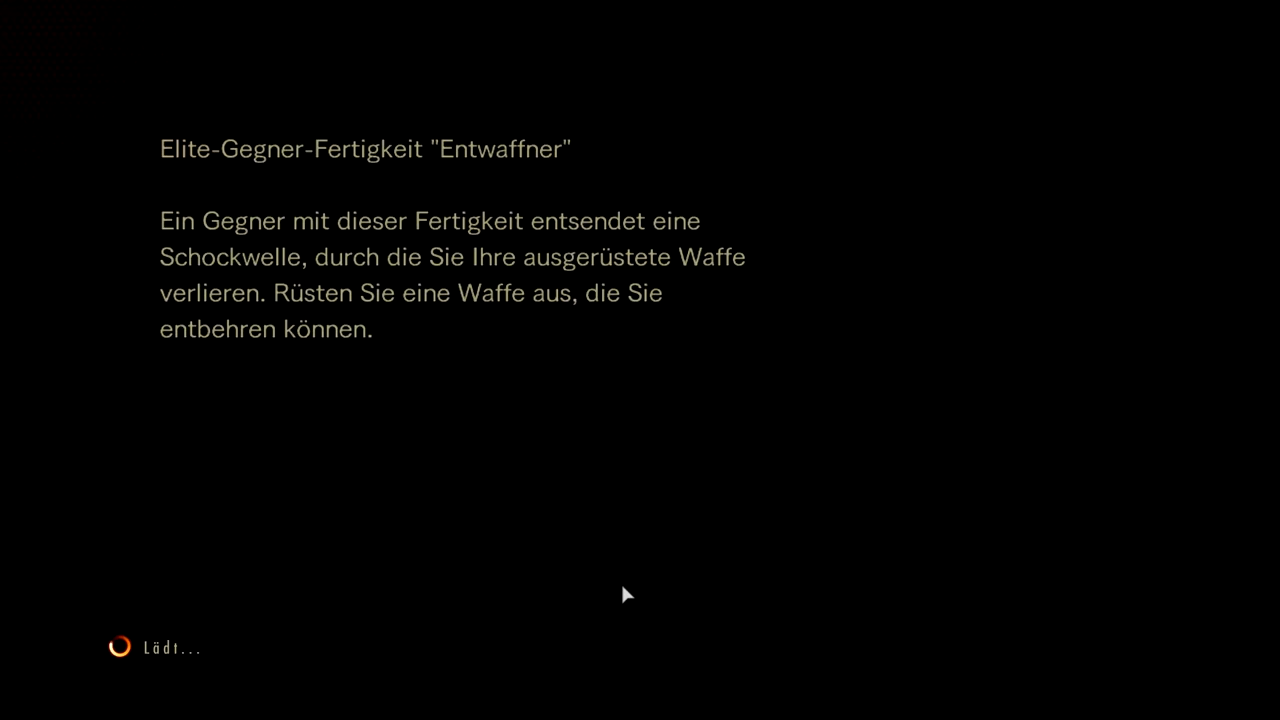 Elite-Gegner-Fertigkeit "Entwaffner"
Ein Gegner mit dieser Fertigkeit entsendet eine
Schockwelle, durch die Sie Ihre ausgerüstete Waffe
verlieren. Rüsten Sie eine Waffe aus, die Sie
entbehren können.
Lädt...